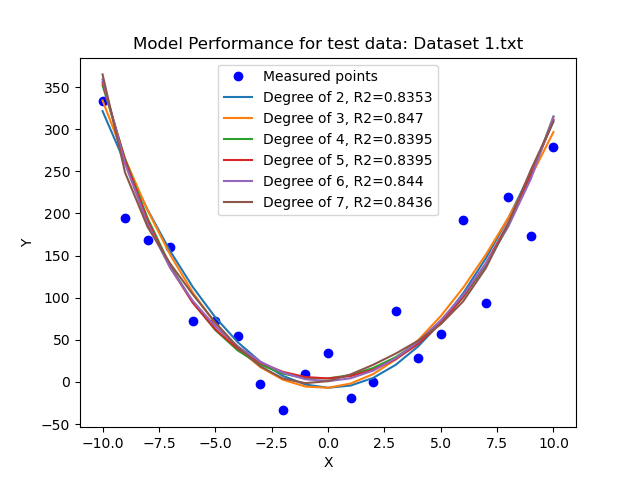 Model Performance for test data: Dataset 1.txt
Measured points
Degree of 2, R2=0.8353
Degree of 3, R2=0.847
Degree of 4, R2=0.8395
Degree of 5, R2=0.8395
Degree of 6, R2=0.844
Degree of 7, R2=0.8436
350
300
250
200
150
100
50
0
−50
Y
−10.0 −7.5 −5.0 −2.5 0.0 2.5 5.0 7.5 10.0
X